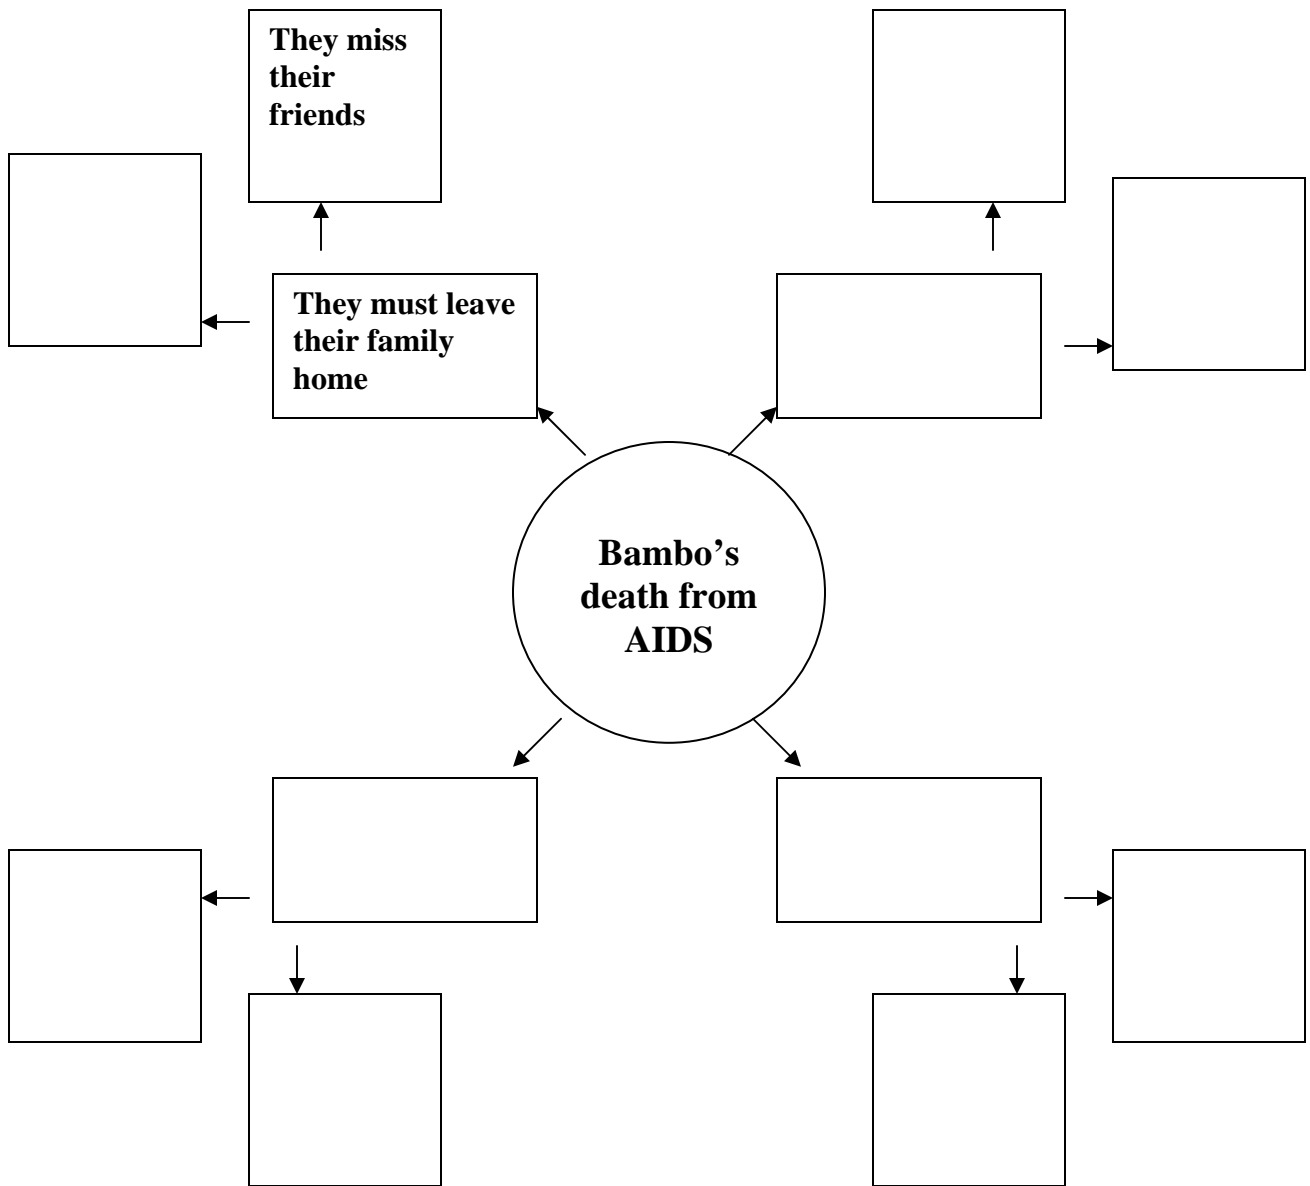 They miss
their
friends
They must leave
their family
home
Bambo’s
death from
AIDS